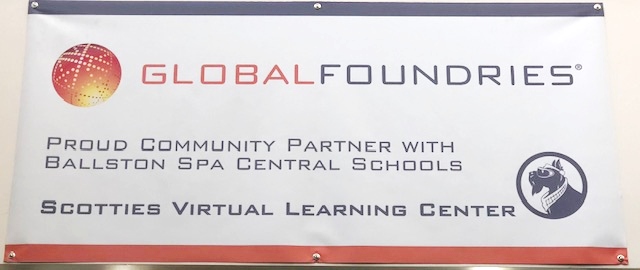 GLOBALFOUNDRIES®
PROUD COMMUNITY PARTNER WITH
BALLSTON SPA CENTRAL SCHOOLS
SCOTTIES VIRTUAL LEARNING CENTER